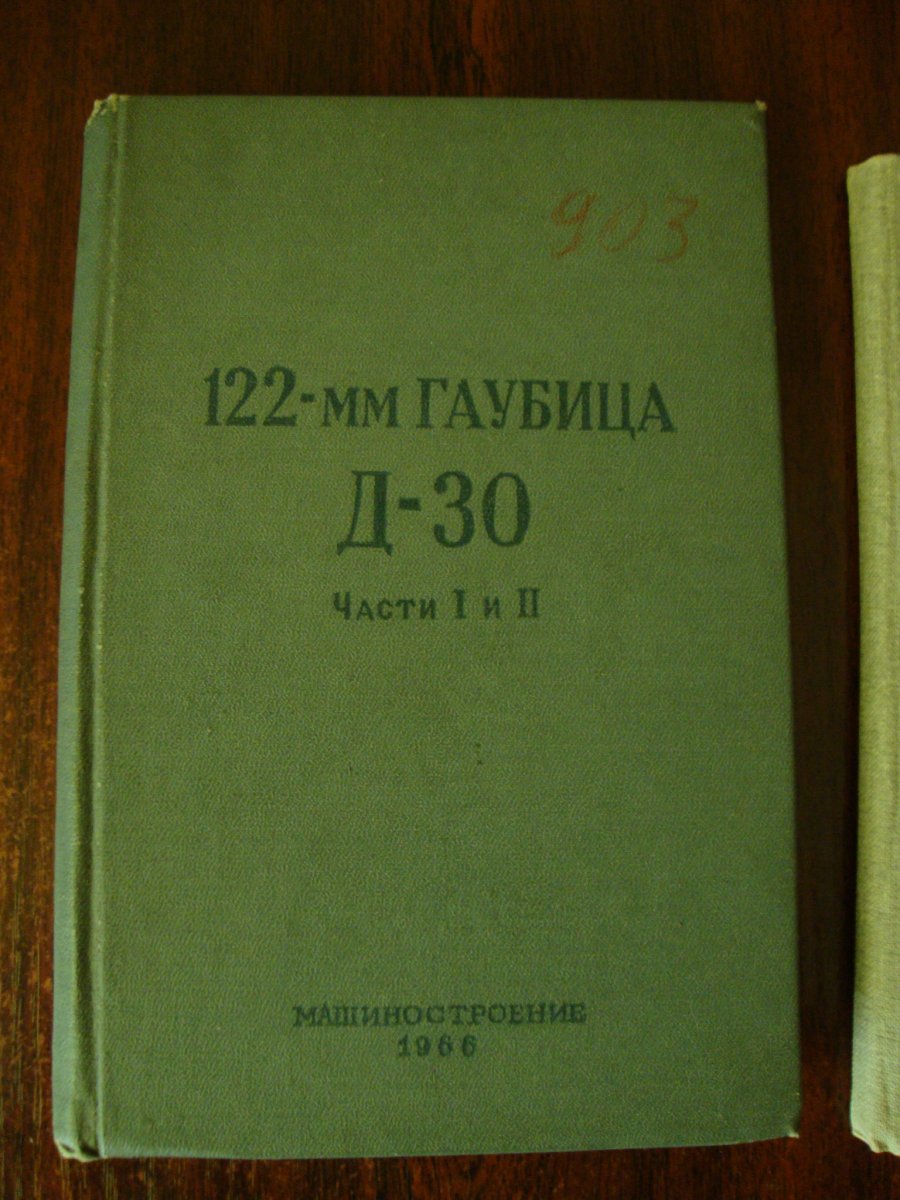 903
122-мм ГАУБИЦА
Д-30
Части I и II
МАШИНОСТРОЕНИЕ
1966